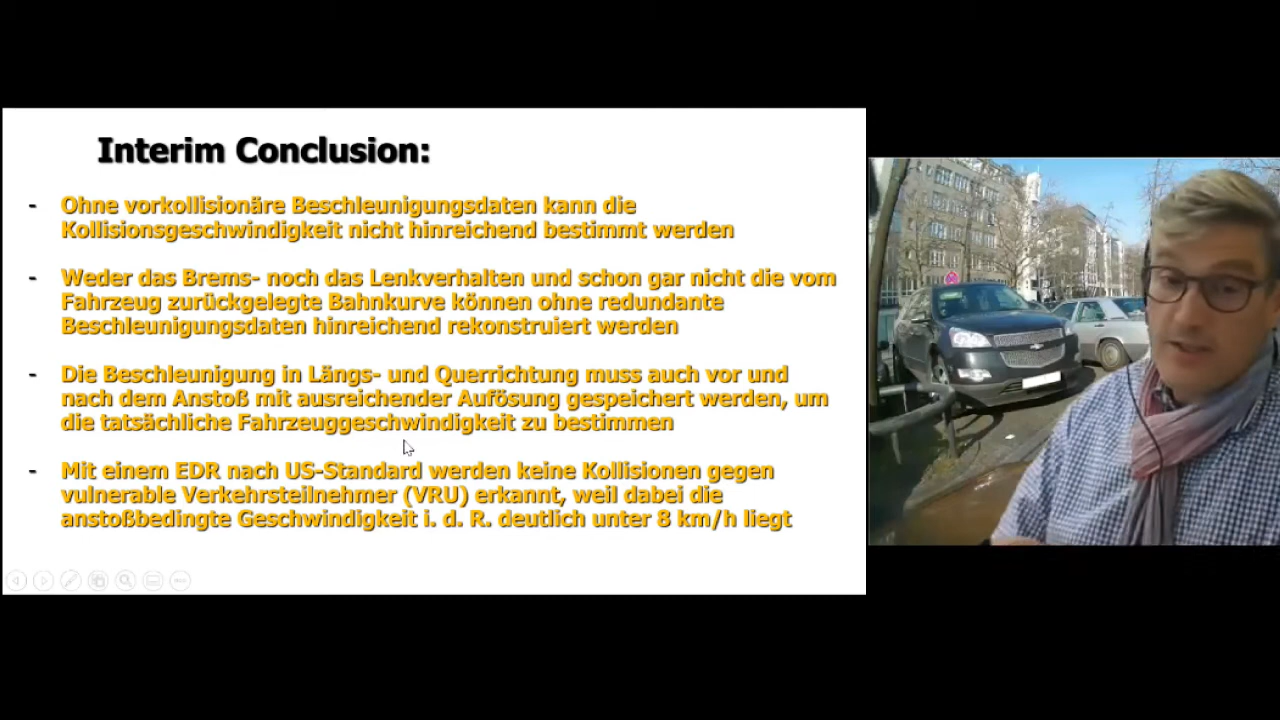 Interim Conclusion:
- Ohne vorkollisionäre Beschleunigungsdaten kann die
Kollisionsgeschwindigkeit nicht hinreichend bestimmt werden
- Weder das Brems- noch das Lenkverhalten und schon gar nicht die vom
Fahrzeug zurückgelegte Bahnkurve können ohne redundante
Beschleunigungsdaten hinreichend rekonstruiert werden
- Die Beschleunigung in Längs- und Querrichtung muss auch vor und
nach dem Anstoß mit ausreichender Aufösung gespeichert werden, um
die tatsächliche Fahrzeuggeschwindigkeit zu bestimmen
- Mit einem EDR nach US-Standard werden keine Kollisionen gegen
vulnerable Verkehrsteilnehmer (VRU) erkannt, weil dabei die
anstoßbedingte Geschwindigkeit i. d. R. deutlich unter 8 km/h liegt